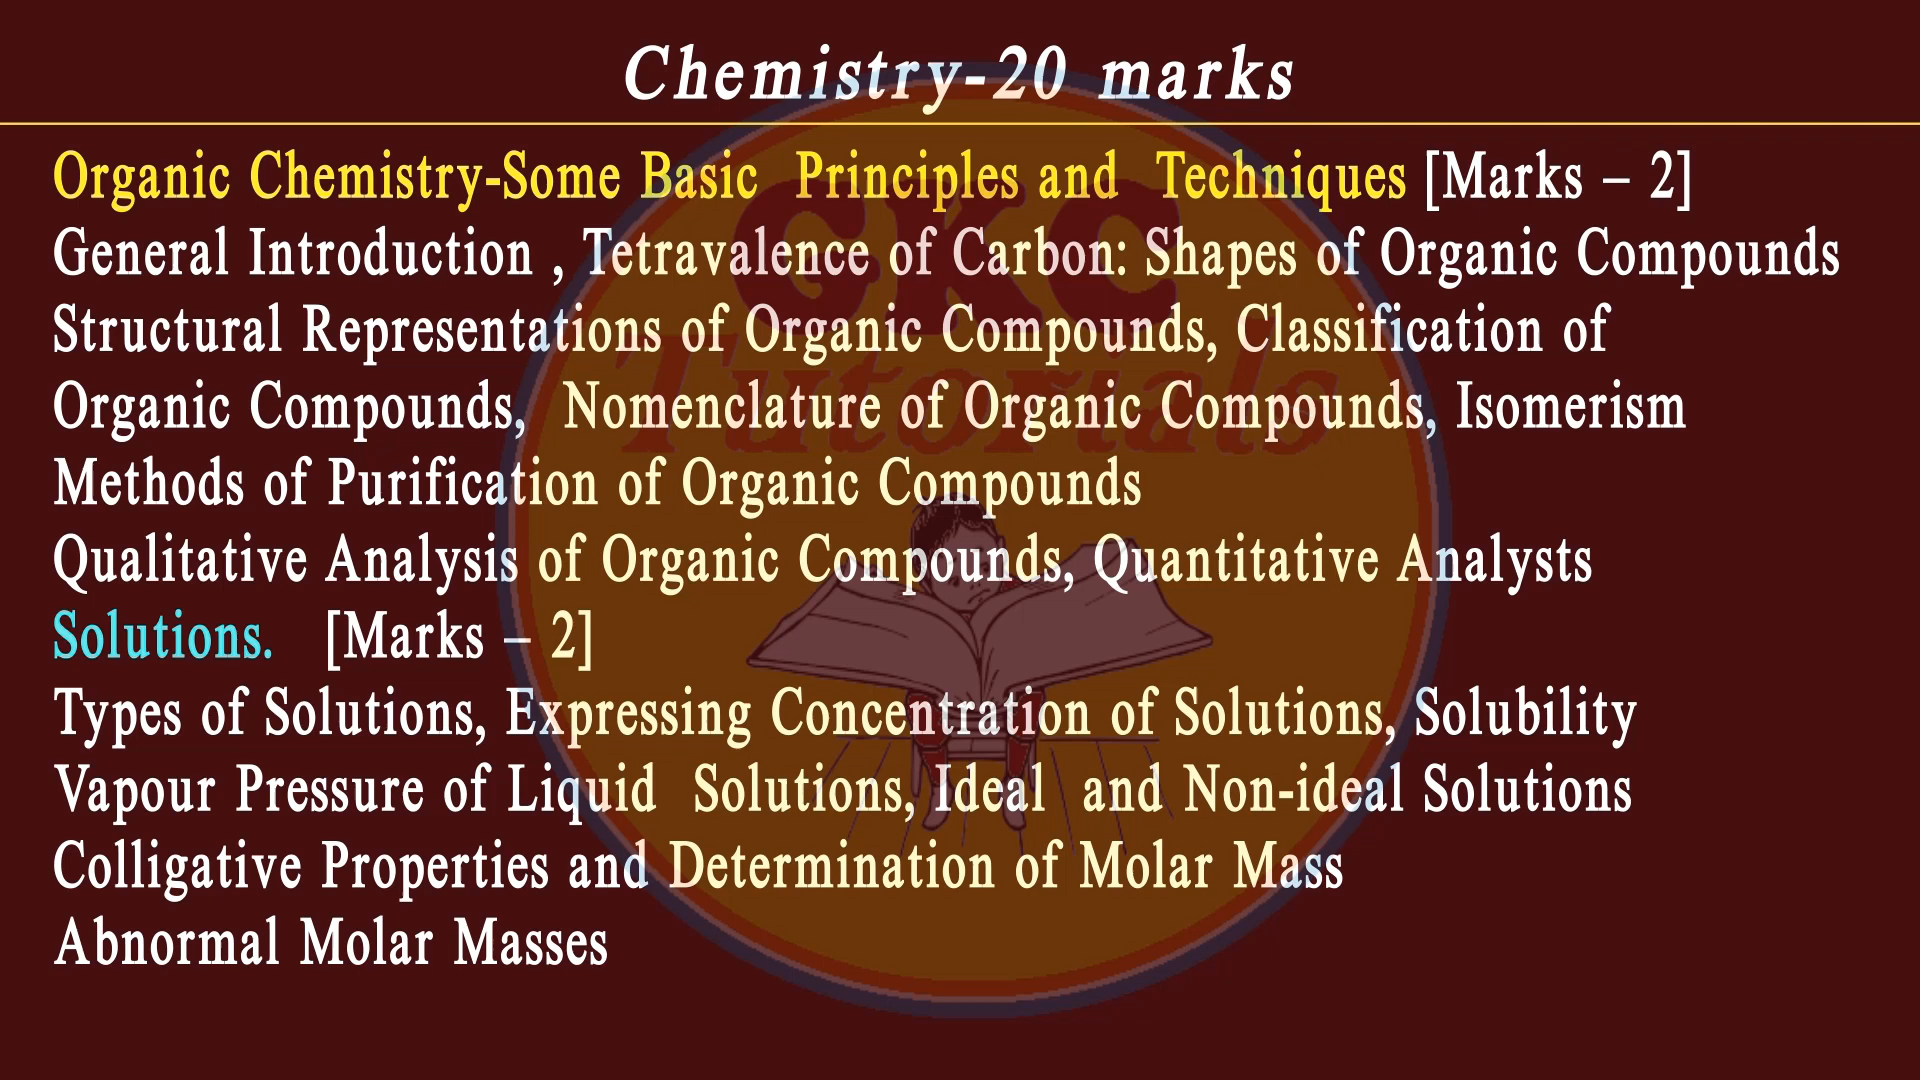 Chemistry-20 marks
Organic Chemistry-Some Basic Principles and Techniques [Marks – 2]
General Introduction , Tetravalence of Carbon: Shapes of Organic Compounds
Structural Representations of Organic Compounds, Classification of
Organic Compounds, Nomenclature of Organic Compounds, Isomerism
Methods of Purification of Organic Compounds
Qualitative Analysis of Organic Compounds, Quantitative Analysts
Solutions. [Marks – 2]
Types of Solutions, Expressing Concentration of Solutions, Solubility
Vapour Pressure of Liquid Solutions, Ideal and Non-ideal Solutions
Colligative Properties and Determination of Molar Mass
Abnormal Molar Masses
GKC
Tutorials